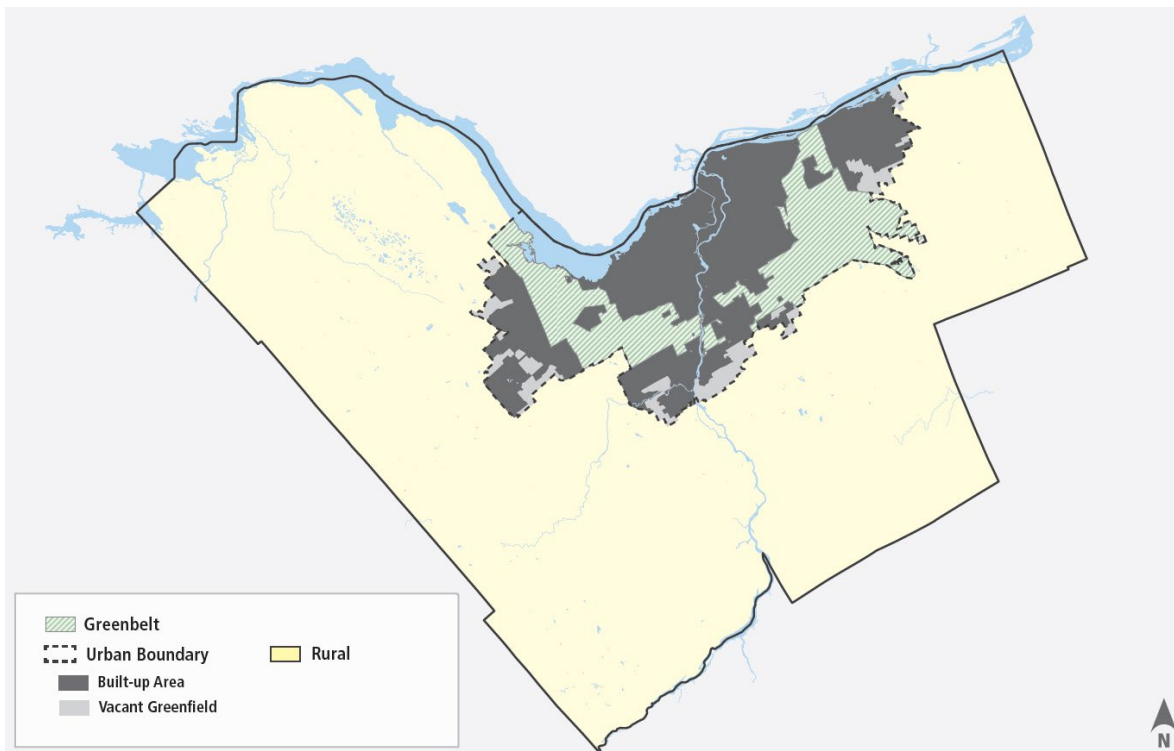 Greenbelt
Urban Boundary
Rural
Built-up Area
Vacant Greenfield
N